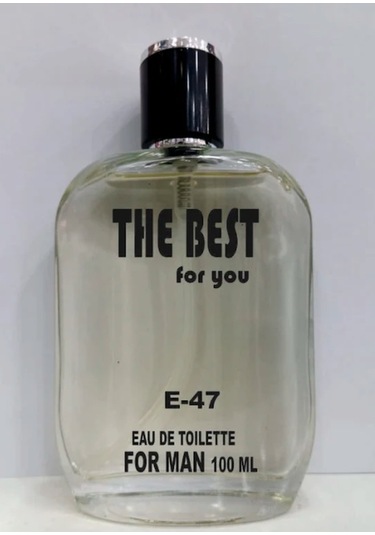 THE BEST
for you
E-47
EAU DE TOILETTE
FOR MAN 100 ML